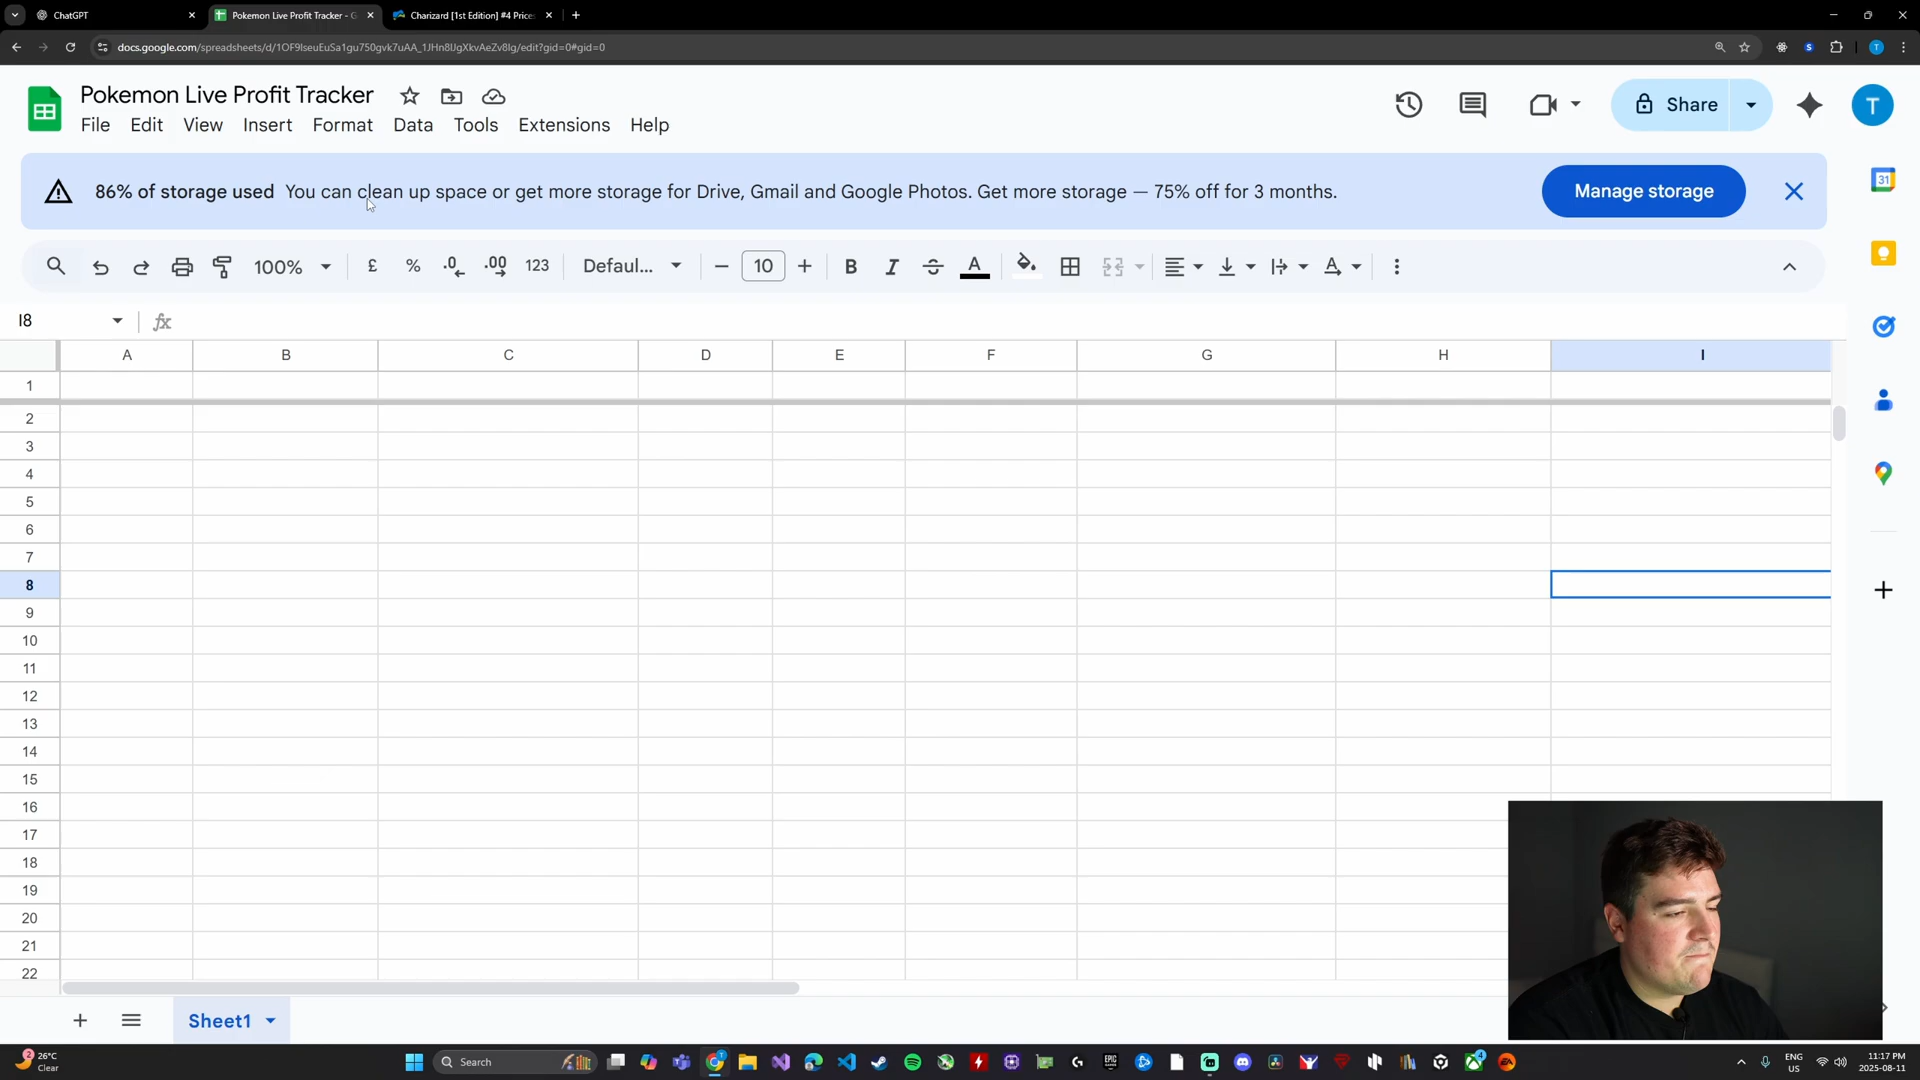 ChatGPT
Pokemon Live Profit Tracker - G
Charizard [1st Edition] #4 Price
docs.google.com/spreadsheets/d/1OF9IseuEuSa1gu750gvk7uAA_1JHn8lJgXkvAeZv8Ig/edit?gid=0#gid=0
Pokemon Live Profit Tracker
File Edit View Insert Format Data Tools Extensions Help
Share
T
86% of storage used You can clean up space or get more storage for Drive, Gmail and Google Photos. Get more storage — 75% off for 3 months.
Manage storage
100% £ % .0 .00 123 Defaul... 10 B I A
I8 fx
A B C D E F G H I
1
2
3
4
5
6
7
8
9
10
11
12
13
14
15
16
17
18
19
20
21
22
Sheet1
26°C
Clear
Search
ENG
US
11:17 PM
2025-08-11